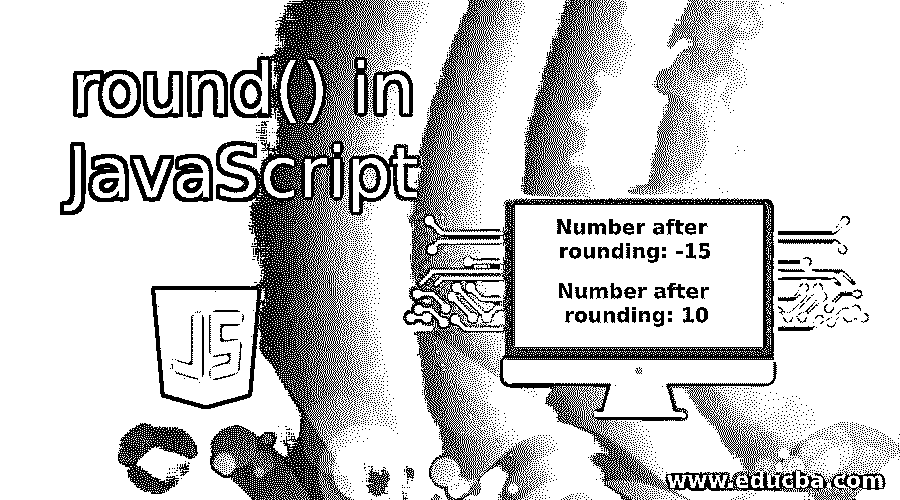 round() in
JavaScript
JS
Number after
rounding: -15
Number after
rounding: 10
www.educba.com